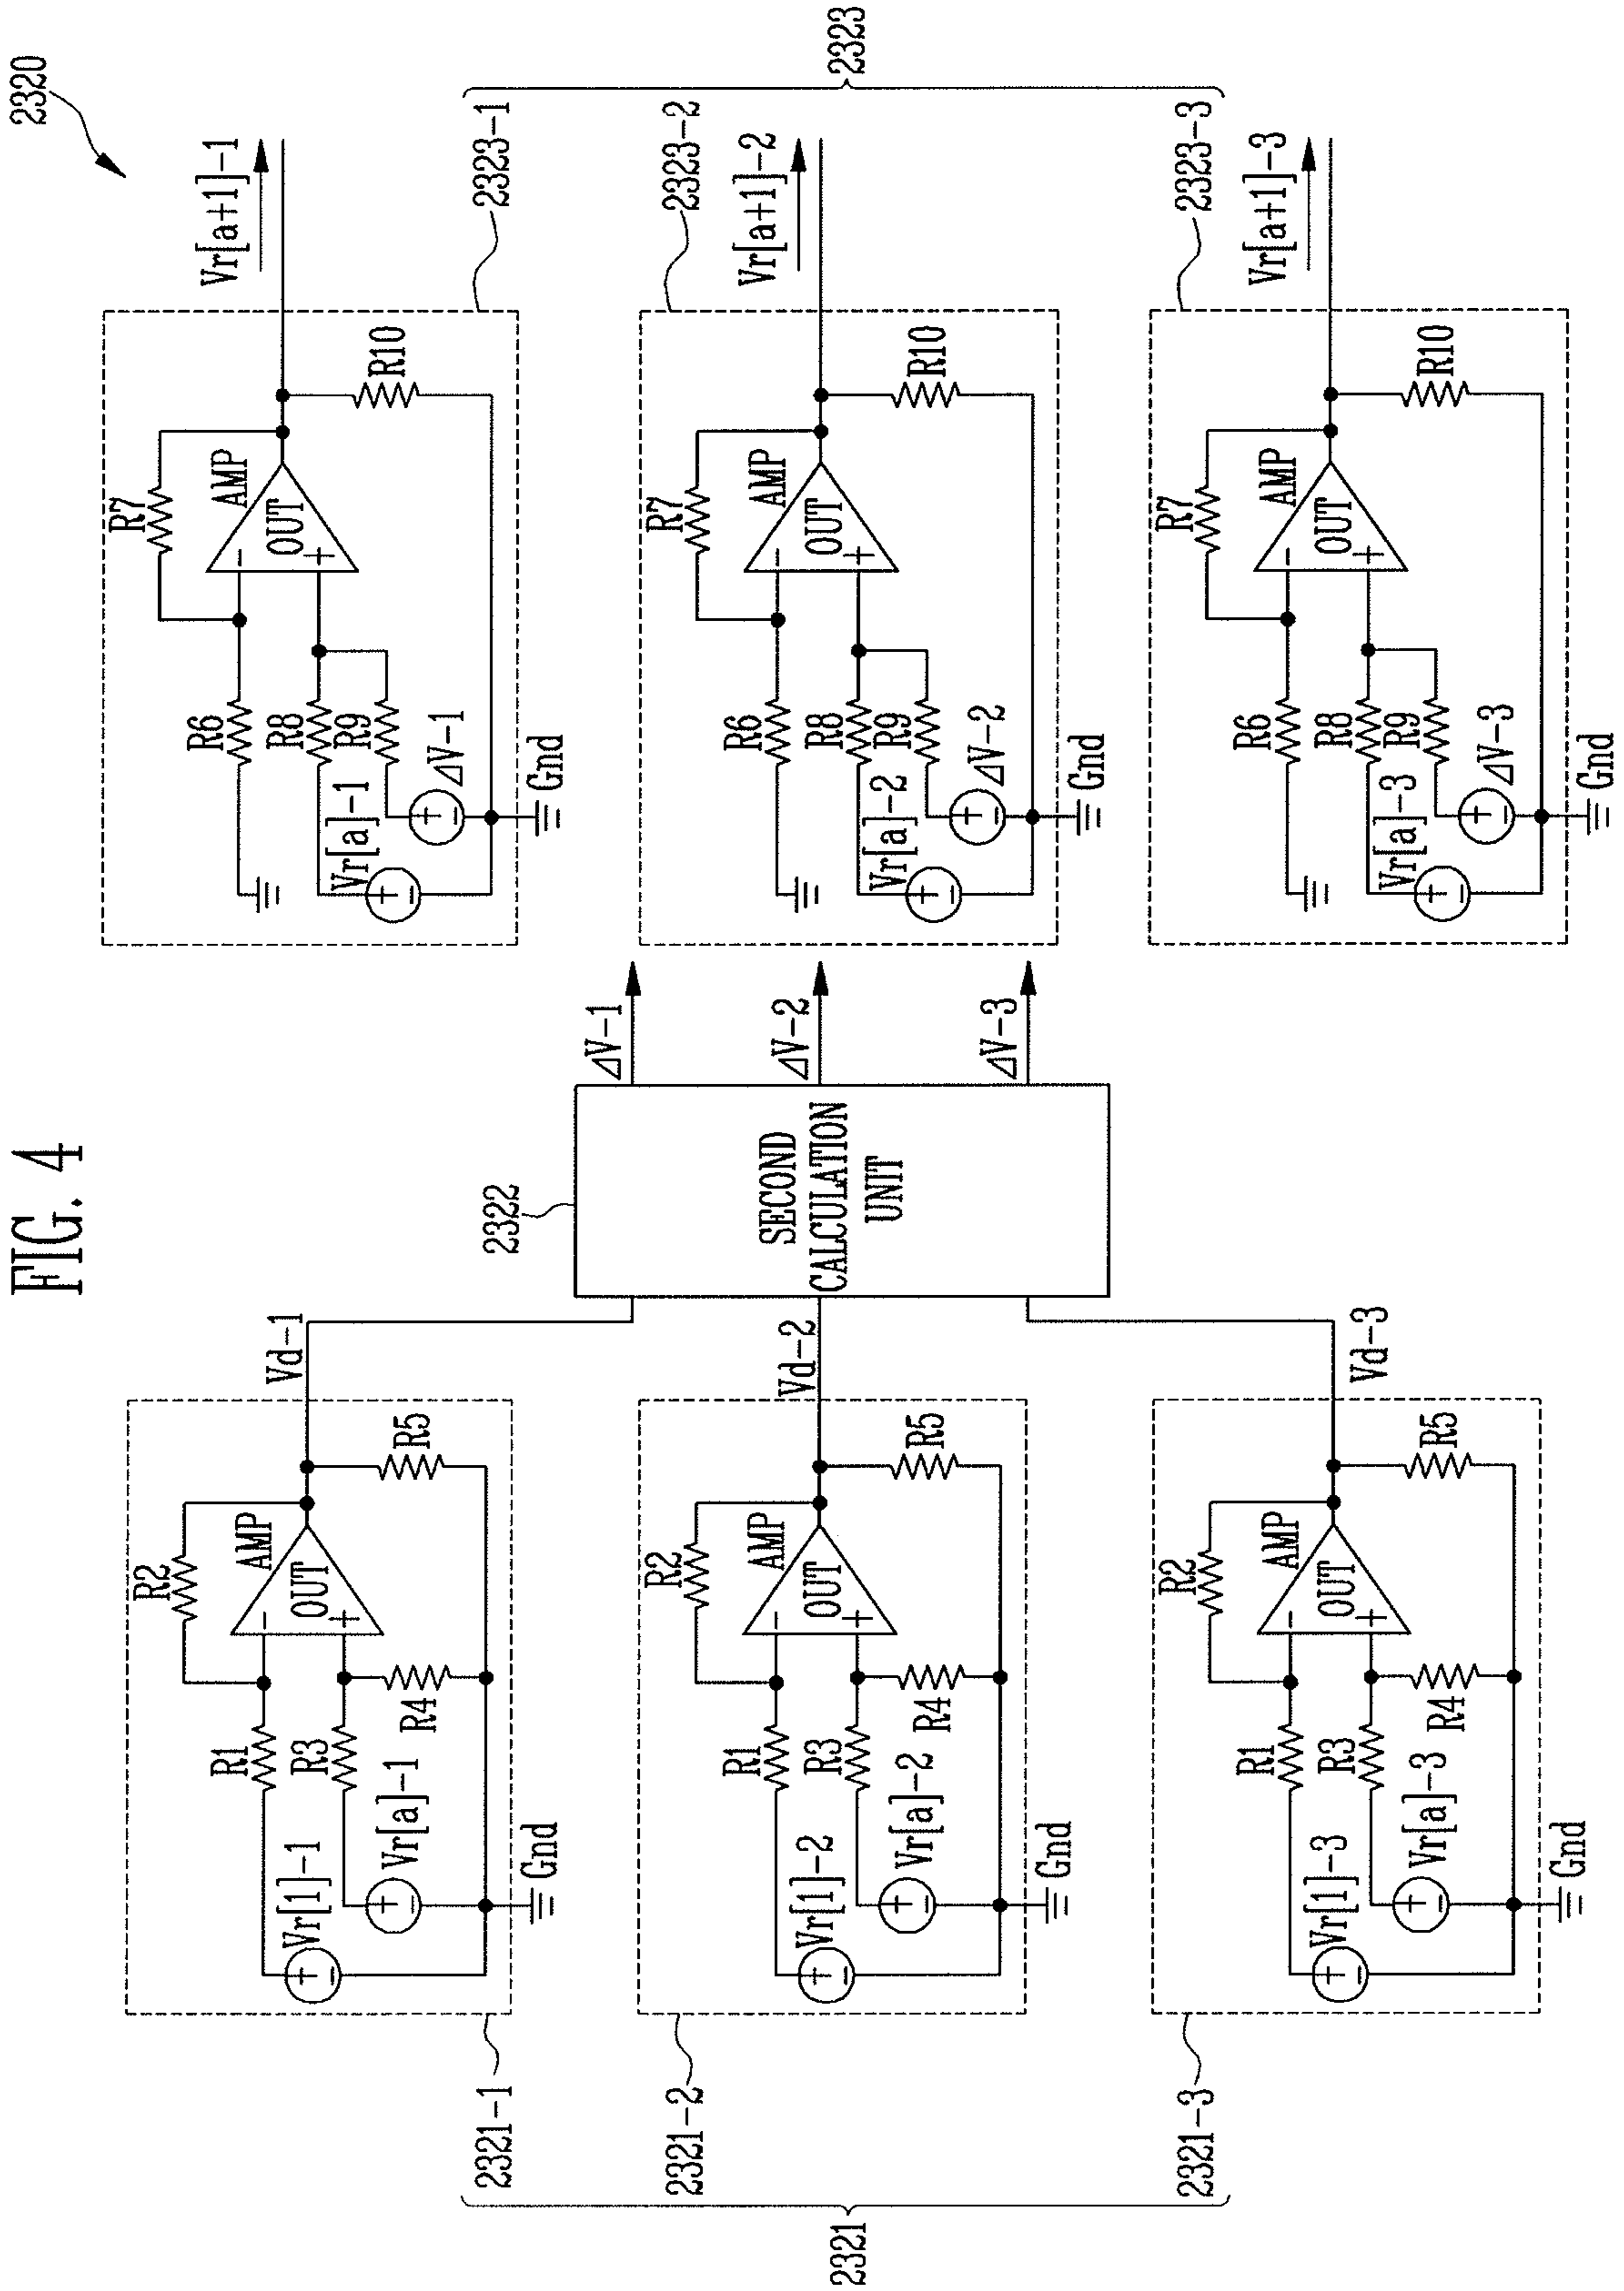 FIG. 4
2320
2321
2321-1
Vr[1]-1
Vr[a]-1
R1
R2
R3
R4
R5
-
+
OUT
AMP
Gnd
Vd-1
2321-2
Vr[1]-2
Vr[a]-2
R1
R2
R3
R4
R5
-
+
OUT
AMP
Gnd
Vd-2
2321-3
Vr[1]-3
Vr[a]-3
R1
R2
R3
R4
R5
-
+
OUT
AMP
Gnd
Vd-3
2322
SECOND
CALCULATION
UNIT
ΔV-1
ΔV-2
ΔV-3
2323
2323-1
Vr[a]-1
ΔV-1
R6
R7
R8
R9
R10
-
+
OUT
AMP
Gnd
Vr[a+1]-1
2323-2
Vr[a]-2
ΔV-2
R6
R7
R8
R9
R10
-
+
OUT
AMP
Gnd
Vr[a+1]-2
2323-3
Vr[a]-3
ΔV-3
R6
R7
R8
R9
R10
-
+
OUT
AMP
Gnd
Vr[a+1]-3